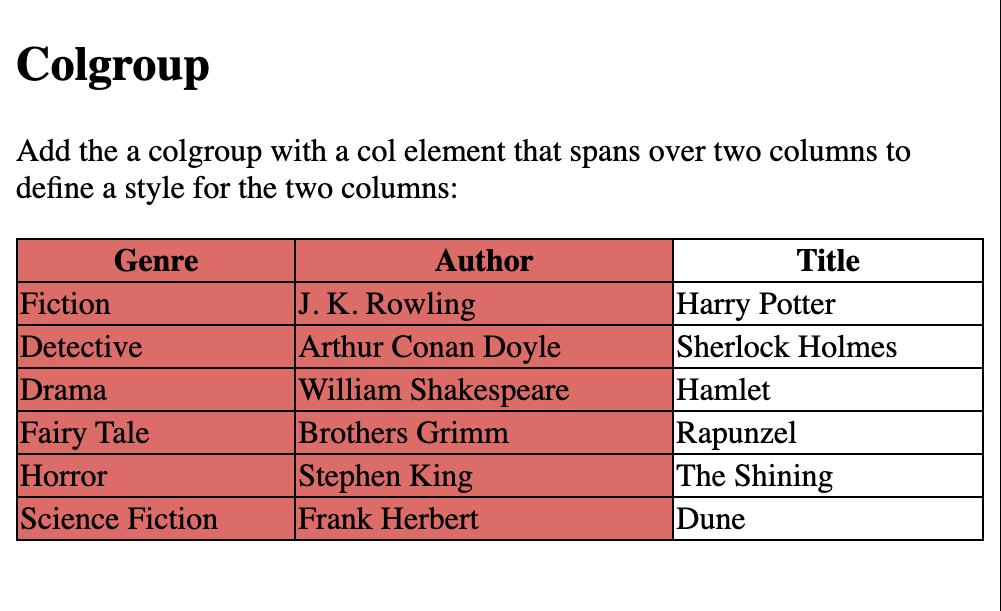 Colgroup
Add the a colgroup with a col element that spans over two columns to
define a style for the two columns:
Genre Author Title
Fiction J. K. Rowling Harry Potter
Detective Arthur Conan Doyle Sherlock Holmes
Drama William Shakespeare Hamlet
Fairy Tale Brothers Grimm Rapunzel
Horror Stephen King The Shining
Science Fiction Frank Herbert Dune